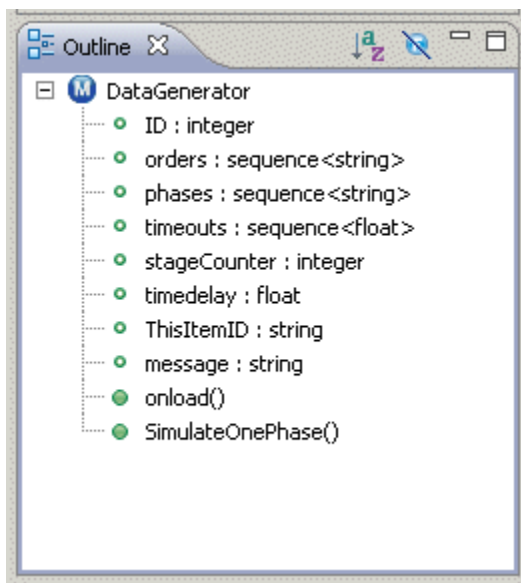 Outline
a
z
M DataGenerator
ID : integer
orders : sequence<string>
phases : sequence<string>
timeouts : sequence<float>
stageCounter : integer
timedelay : float
ThisItemID : string
message : string
onload()
SimulateOnePhase()